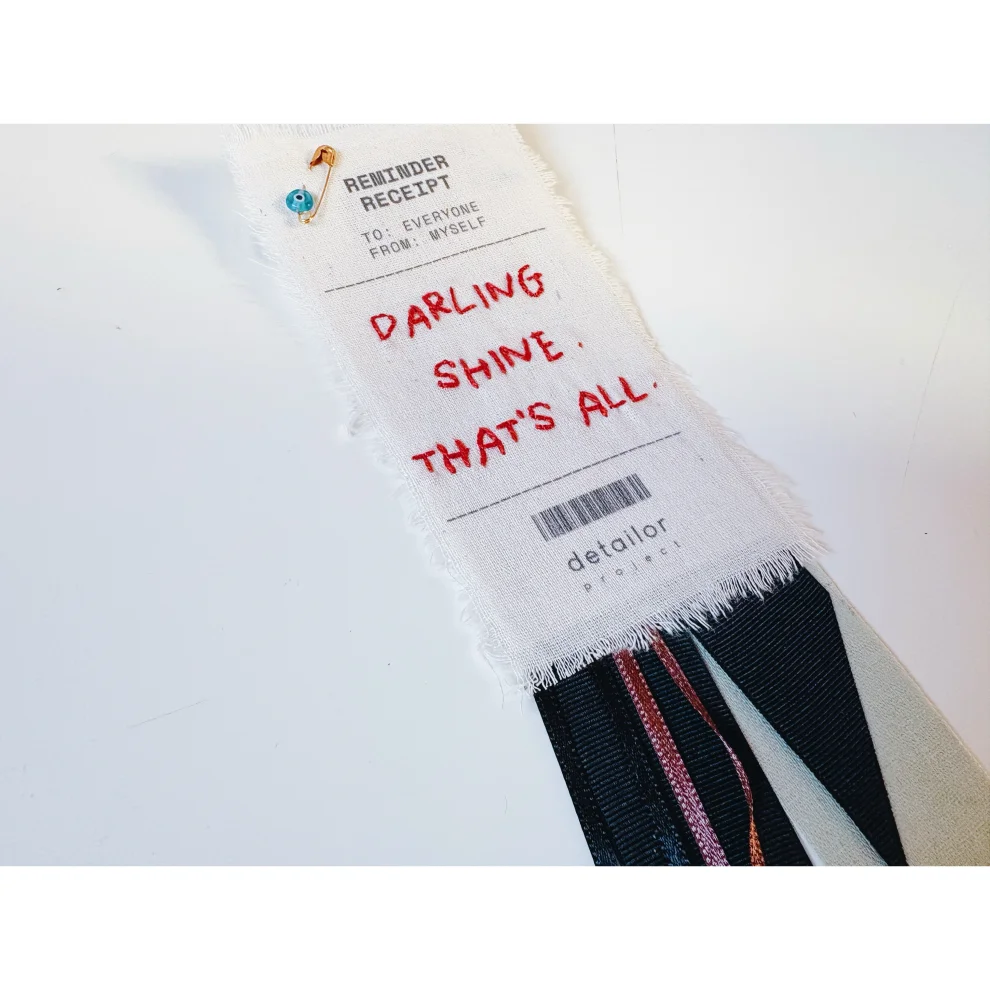 REMINDER
RECEIPT
TO: EVERYONE
FROM: MYSELF
DARLING
SHINE.
THAT'S ALL.
detailor
project